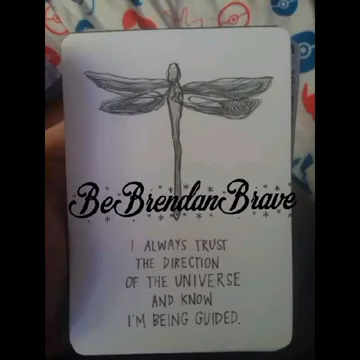 BeBrendanBrave
I ALWAYS TRUST
THE DIRECTION
OF THE UNIVERSE
AND KNOW
I'M BEING GUIDED.